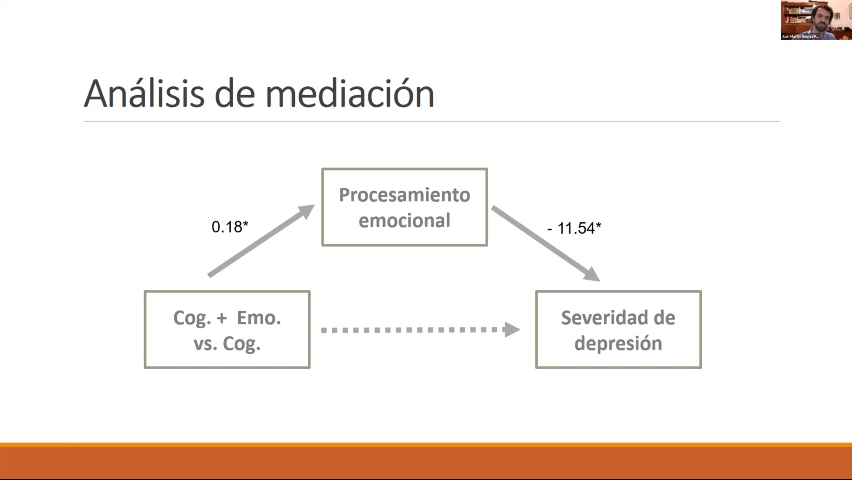 Análisis de mediación
Procesamiento
emocional
0.18*
- 11.54*
Cog. + Emo.
vs. Cog.
Severidad de
depresión